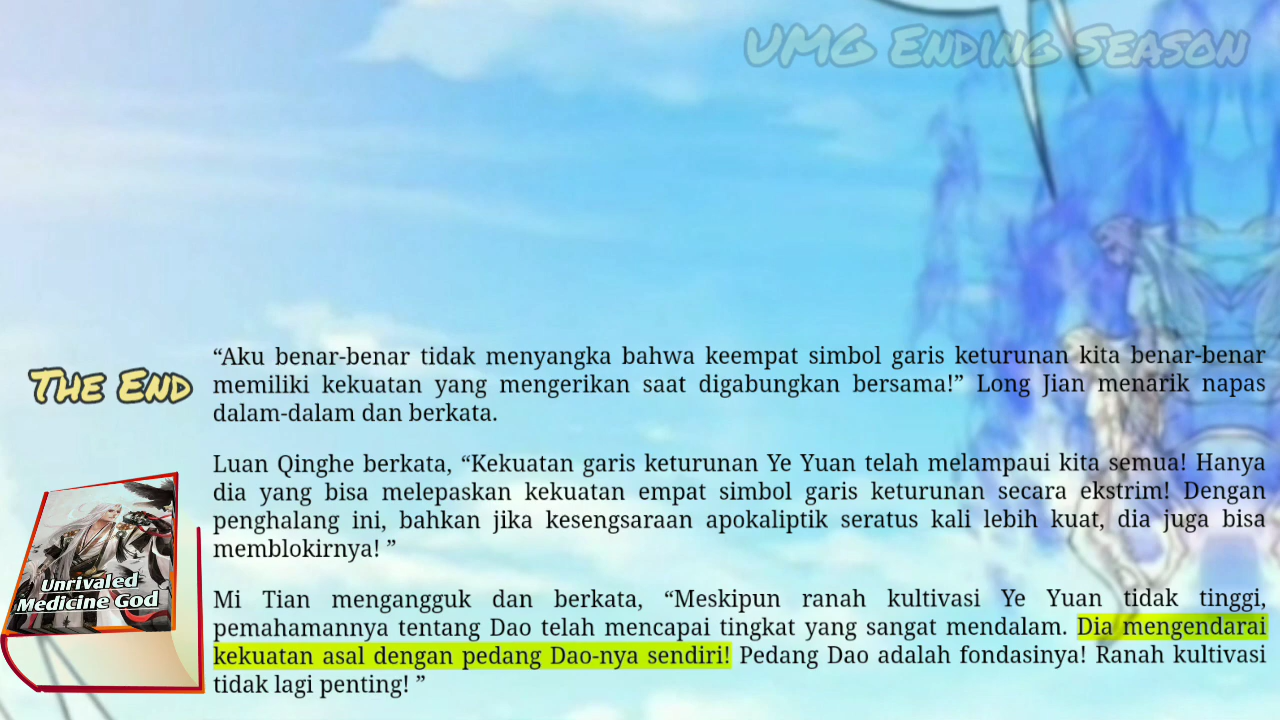 UMG Ending Season
The End
“Aku benar-benar tidak menyangka bahwa keempat simbol garis keturunan kita benar-benar
memiliki kekuatan yang mengerikan saat digabungkan bersama!” Long Jian menarik napas
dalam-dalam dan berkata.
Luan Qinghe berkata, “Kekuatan garis keturunan Ye Yuan telah melampaui kita semua! Hanya
dia yang bisa melepaskan kekuatan empat simbol garis keturunan secara ekstrim! Dengan
penghalang ini, bahkan jika kesengsaraan apokaliptik seratus kali lebih kuat, dia juga bisa
memblokirnya! ”
Mi Tian mengangguk dan berkata, “Meskipun ranah kultivasi Ye Yuan tidak tinggi,
pemahamannya tentang Dao telah mencapai tingkat yang sangat mendalam. Dia mengendarai
kekuatan asal dengan pedang Dao-nya sendiri! Pedang Dao adalah fondasinya! Ranah kultivasi
tidak lagi penting! ”
Unrivaled
Medicine God